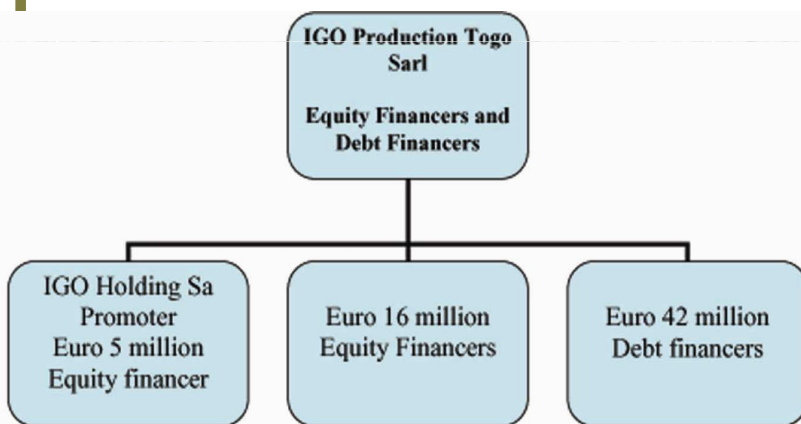 IGO Production Togo
Sarl
Equity Financers and
Debt Financers
IGO Holding Sa
Promoter
Euro 5 million
Equity financer
Euro 16 million
Equity Financers
Euro 42 million
Debt financers